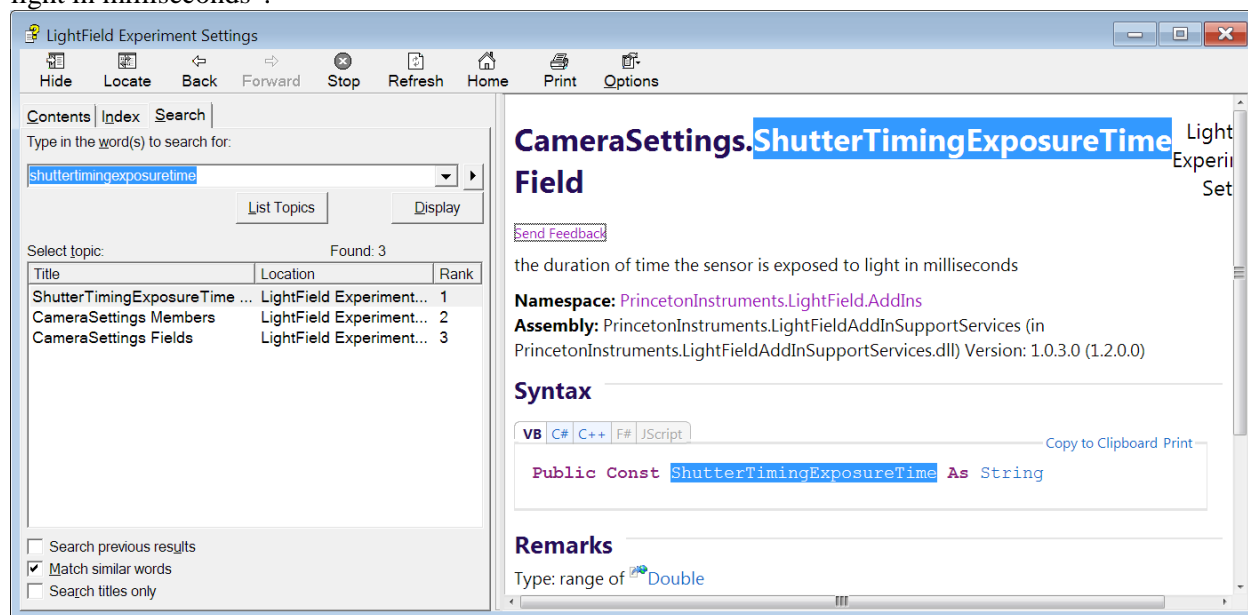 light in milliseconds".
LightField Experiment Settings
Hide Locate Back Forward Stop Refresh Home Print Options
Contents Index Search
Type in the word(s) to search for:
shuttertimingexposuretime
List Topics Display
Select topic: Found: 3
Title Location Rank
ShutterTimingExposureTime ... LightField Experiment... 1
CameraSettings Members LightField Experiment... 2
CameraSettings Fields LightField Experiment... 3
Search previous results
Match similar words
Search titles only
CameraSettings.ShutterTimingExposureTime
Field
Light
Experi
Set
Send Feedback
the duration of time the sensor is exposed to light in milliseconds
Namespace: PrincetonInstruments.LightField.AddIns
Assembly: PrincetonInstruments.LightFieldAddInSupportServices (in
PrincetonInstruments.LightFieldAddInSupportServices.dll) Version: 1.0.3.0 (1.2.0.0)
Syntax
VB C# C++ F# JScript
Copy to Clipboard Print
Public Const ShutterTimingExposureTime As String
Remarks
Type: range of Double